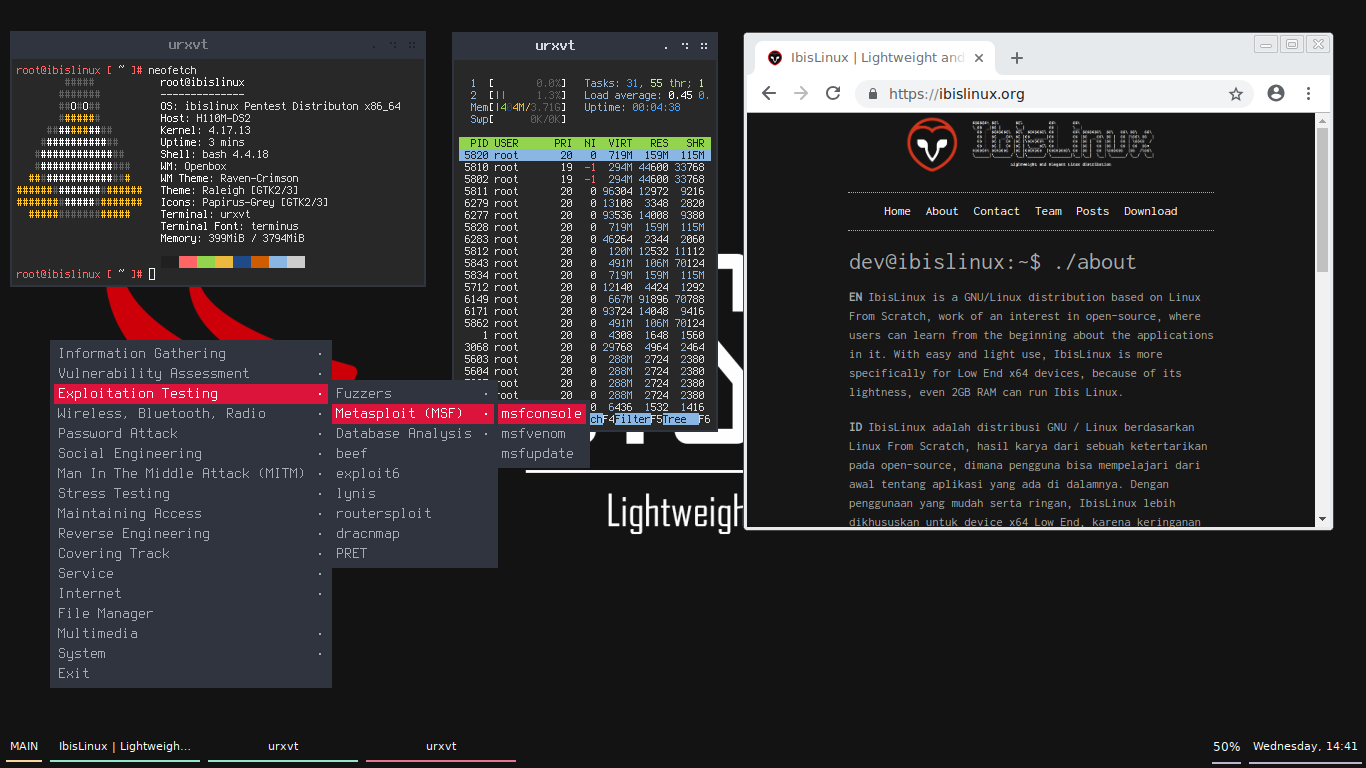 urxvt
root@ibislinux [ ~ ]# neofetch
root@ibislinux
--------------
OS: ibislinux Pentest Distributon x86_64
Host: H110M-DS2
Kernel: 4.17.13
Uptime: 3 mins
Shell: bash 4.4.18
WM: Openbox
WM Theme: Raven-Crimson
Theme: Raleigh [GTK2/3]
Icons: Papirus-Grey [GTK2/3]
Terminal: urxvt
Terminal Font: terminus
Memory: 399MiB / 3794MiB
root@ibislinux [ ~ ]#
urxvt
1 [ 0.0%] Tasks: 31, 55 thr; 1
2 [|| 1.3%] Load average: 0.45 0.
Mem[ 404M/3.71G] Uptime: 00:04:38
Swp[ 0K/0K]
PID USER PRI NI VIRT RES SHR
5820 root 20 0 719M 159M 115M
5810 root 19 -1 294M 44600 33768
5802 root 19 -1 294M 44600 33768
5811 root 20 0 96304 12972 9216
6279 root 20 0 13108 3348 2820
6277 root 20 0 93536 14008 9380
5828 root 20 0 719M 159M 115M
6283 root 20 0 46264 2344 2060
5812 root 20 0 120M 12532 11112
5843 root 20 0 491M 106M 70124
5834 root 20 0 719M 159M 115M
5712 root 20 0 12140 4424 1292
6149 root 20 0 667M 91896 70788
6171 root 20 0 93724 14048 9416
5862 root 20 0 491M 106M 70124
1 root 20 0 4308 1648 1560
3068 root 20 0 29768 4964 2464
5603 root 20 0 288M 2724 2380
5604 root 20 0 288M 2724 2380
20 0 288M 2724 2380
0 6436 1532 1416
chF4Filter F5Tree F6
IbisLinux | Lightweight and
https://ibislinux.org
IbisLinux
Lightweight and Elegant Linux distribution
Home About Contact Team Posts Download
dev@ibislinux:~$ ./about
EN IbisLinux is a GNU/Linux distribution based on Linux
From Scratch, work of an interest in open-source, where
users can learn from the beginning about the applications
in it. With easy and light use, IbisLinux is more
specifically for Low End x64 devices, because of its
lightness, even 2GB RAM can run Ibis Linux.
ID IbisLinux adalah distribusi GNU / Linux berdasarkan
Linux From Scratch, hasil karya dari sebuah ketertarikan
pada open-source, dimana pengguna bisa mempelajari dari
awal tentang aplikasi yang ada di dalamnya. Dengan
penggunaan yang mudah serta ringan, IbisLinux lebih
dikhususkan untuk device x64 Low End, karena keringanan
Information Gathering
Vulnerability Assessment
Exploitation Testing
Wireless, Bluetooth, Radio
Password Attack
Social Engineering
Man In The Middle Attack (MITM)
Stress Testing
Maintaining Access
Reverse Engineering
Covering Track
Service
Internet
File Manager
Multimedia
System
Exit
Fuzzers
Metasploit (MSF)
Database Analysis
beef
exploit6
lynis
routersploit
dracnmap
PRET
msfconsole
msfvenom
msfupdate
Lightweigh
MAIN
IbisLinux | Lightweigh...
urxvt
urxvt
50%
Wednesday, 14:41